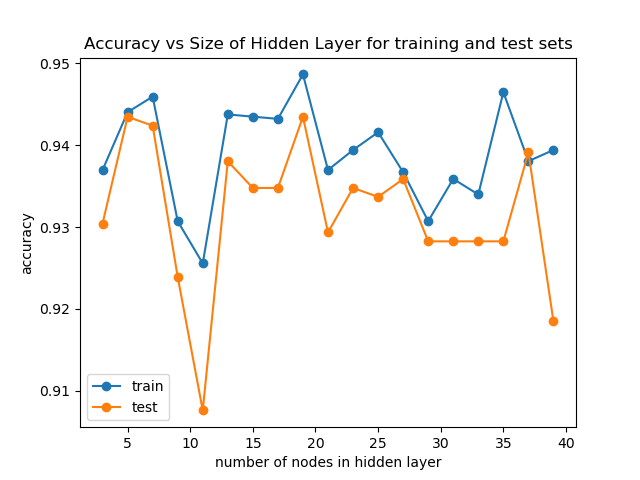 Accuracy vs Size of Hidden Layer for training and test sets
0.95
0.94
0.93
0.92
0.91
accuracy
train
test
5 10 15 20 25 30 35 40
number of nodes in hidden layer